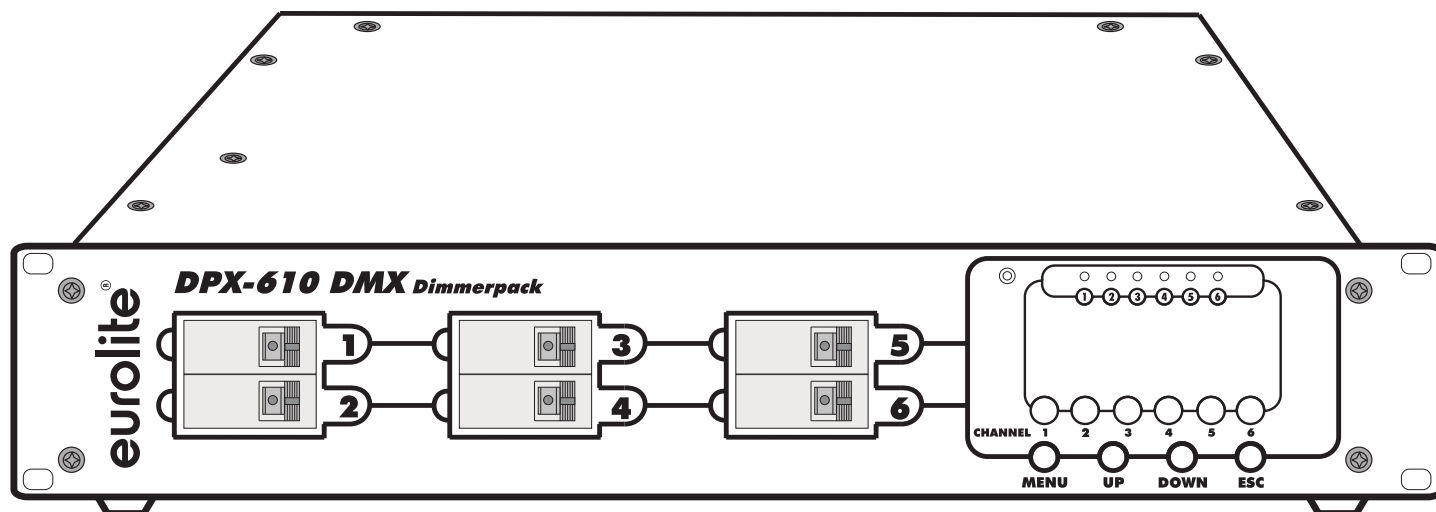 eurolite®
DPX-610 DMX Dimmerpack
1
2
3
4
5
6
1 2 3 4 5 6
CHANNEL 1 2 3 4 5 6
MENU UP DOWN ESC